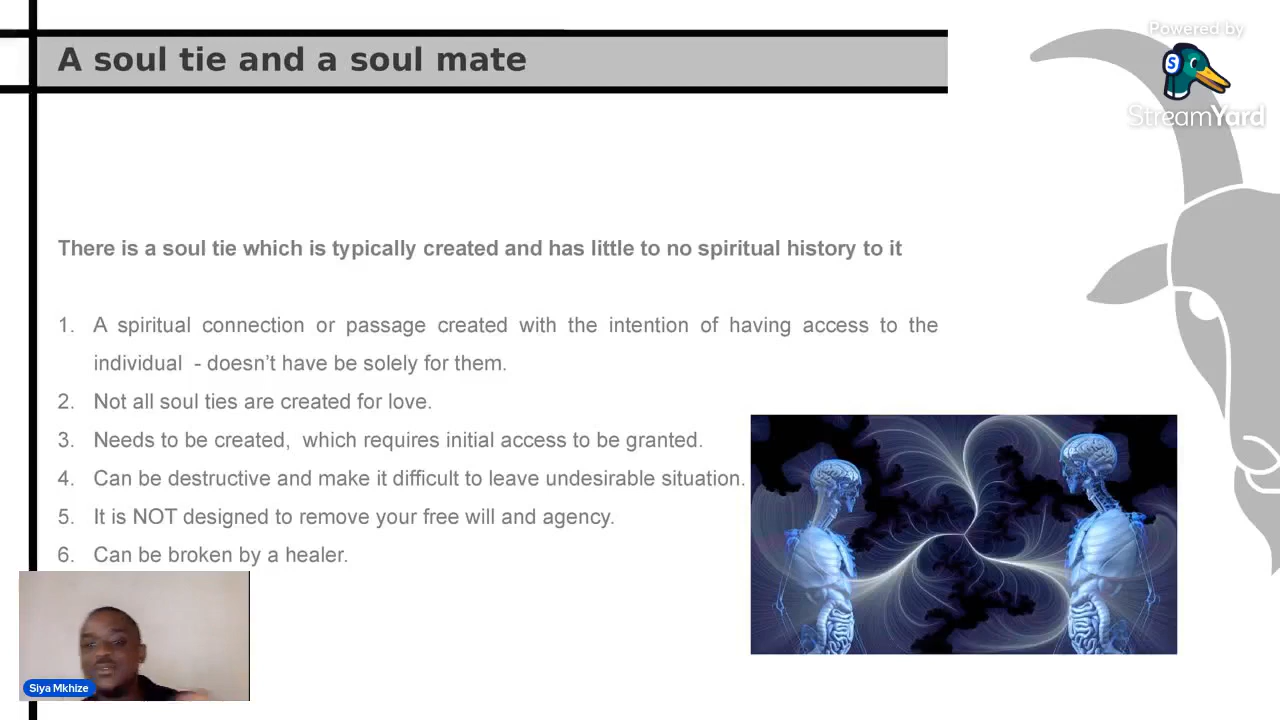 A soul tie and a soul mate
Powered by
StreamYard
There is a soul tie which is typically created and has little to no spiritual history to it
1. A spiritual connection or passage created with the intention of having access to the
individual - doesn’t have be solely for them.
2. Not all soul ties are created for love.
3. Needs to be created, which requires initial access to be granted.
4. Can be destructive and make it difficult to leave undesirable situation.
5. It is NOT designed to remove your free will and agency.
6. Can be broken by a healer.
Siya Mkhize